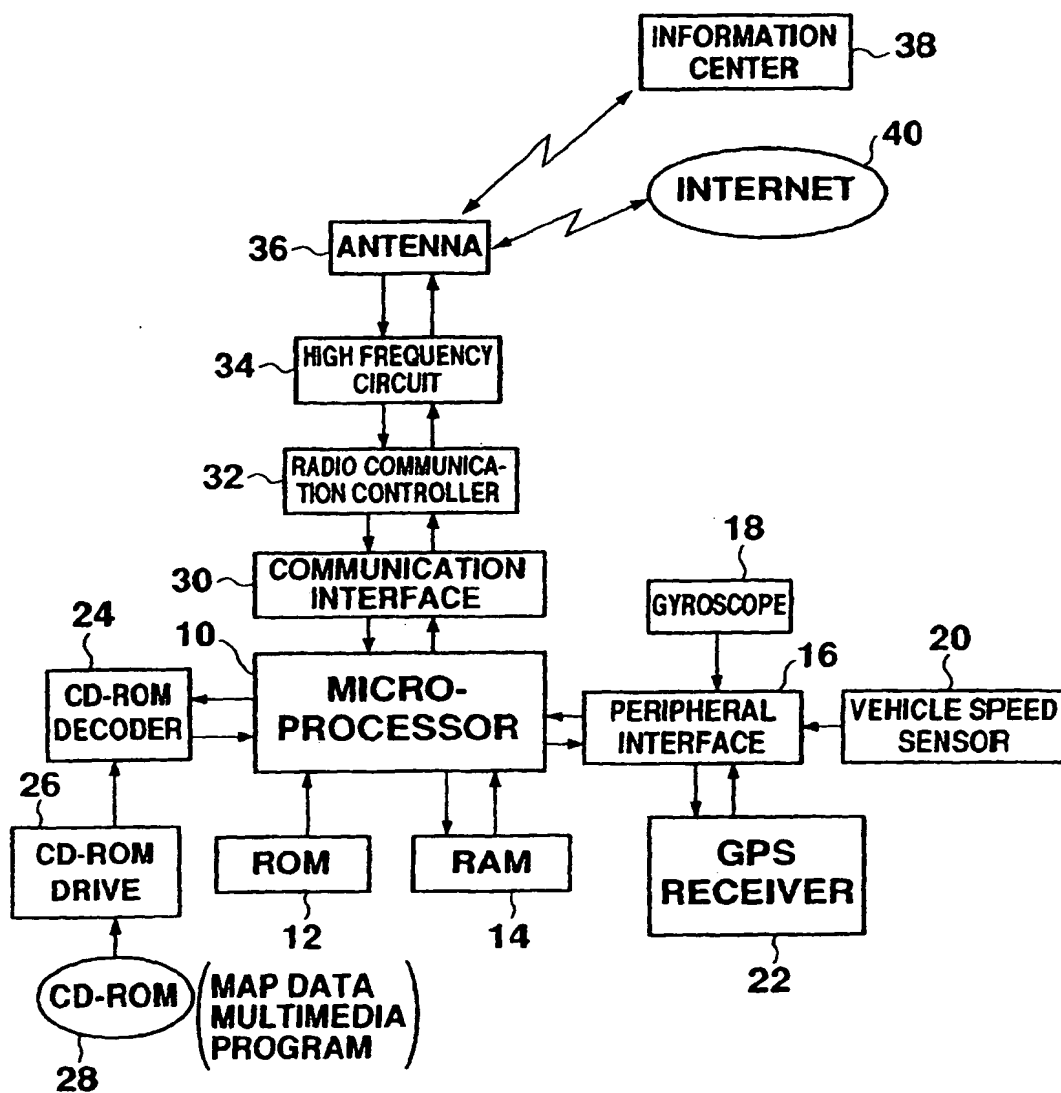 INFORMATION
CENTER
38
40
INTERNET
36
ANTENNA
34
HIGH FREQUENCY
CIRCUIT
32
RADIO COMMUNICA-
TION CONTROLLER
30
COMMUNICATION
INTERFACE
18
GYROSCOPE
24
10
16
20
CD-ROM
DECODER
MICRO-
PROCESSOR
PERIPHERAL
INTERFACE
VEHICLE SPEED
SENSOR
26
CD-ROM
DRIVE
ROM
RAM
GPS
RECEIVER
12
14
22
CD-ROM
MAP DATA
MULTIMEDIA
PROGRAM
28